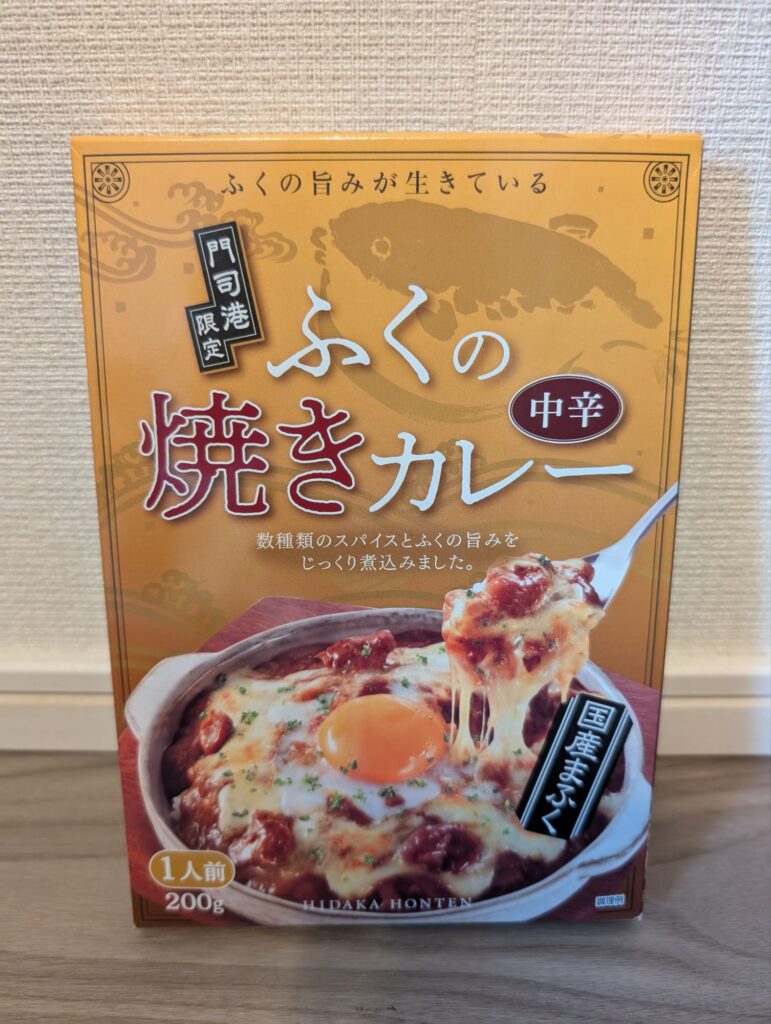 ふくの旨みが生きている
門司港
限定
ふくの
焼きカレー
中辛
数種類のスパイスとふくの旨みを
じっくり煮込みました。
国産まふく
1人前
200g
HIDAKA HONTEN
調理例